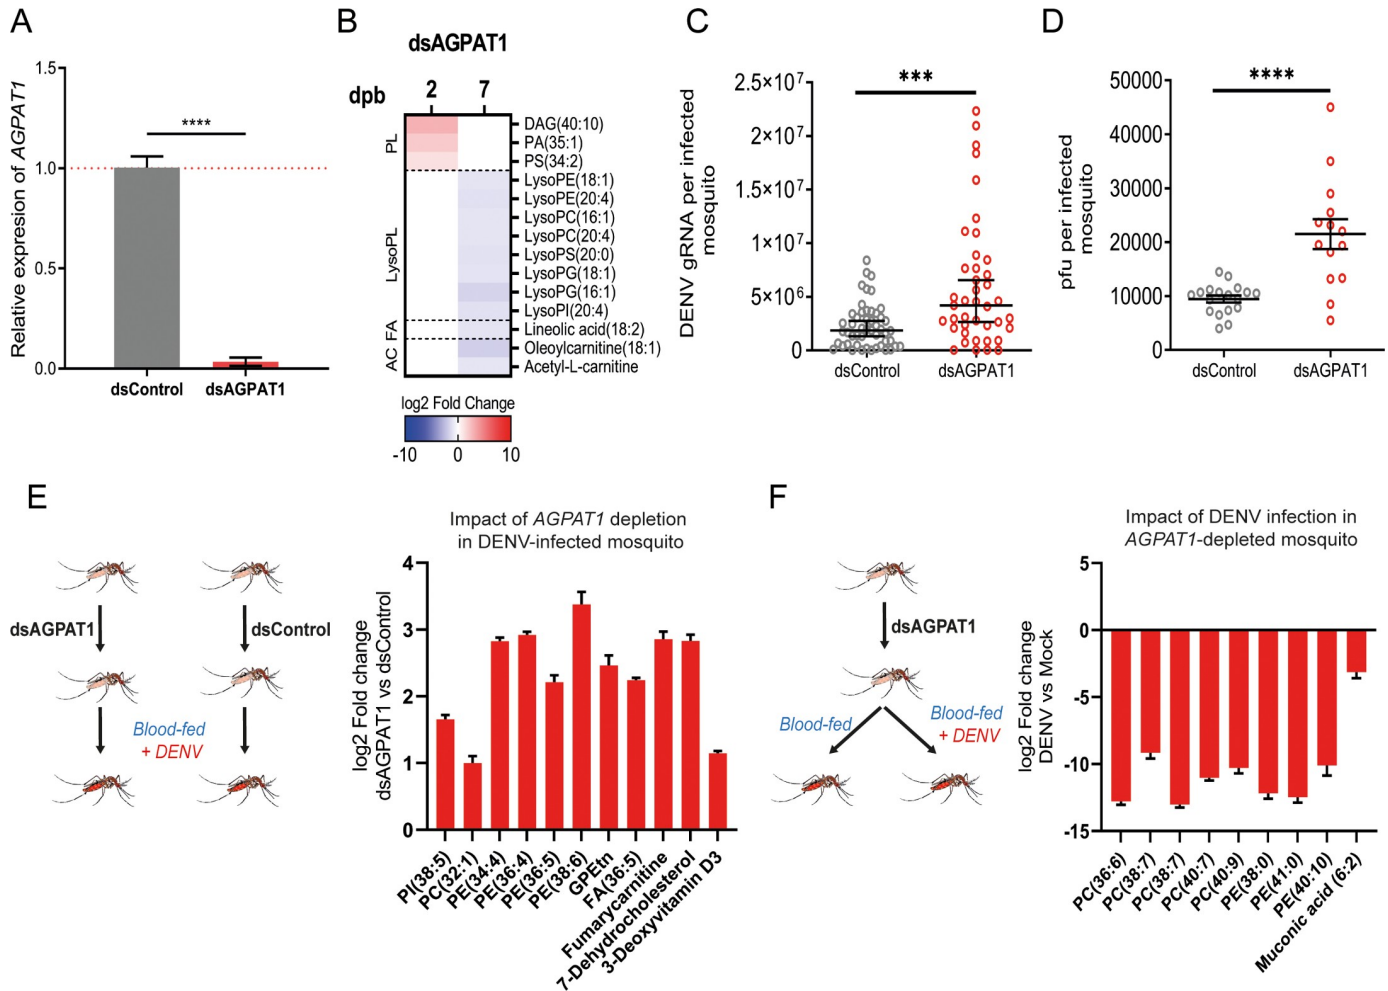 A
Relative expression of AGPAT1
1.5
1.0
0.5
0.0
****
dsControl
dsAGPAT1
B
dsAGPAT1
dpb
2
7
PL
LysoPL
FA
AC
DAG(40:10)
PA(35:1)
PS(34:2)
LysoPE(18:1)
LysoPE(20:4)
LysoPC(16:1)
LysoPC(20:4)
LysoPS(20:0)
LysoPG(18:1)
LysoPG(16:1)
LysoPI(20:4)
Lineolic acid(18:2)
Oleoylcarnitine(18:1)
Acetyl-L-carnitine
log2 Fold Change
-10
0
10
C
DENV gRNA per infected
mosquito
2.5×10⁷
2×10⁷
1.5×10⁷
1×10⁷
5×10⁶
0
***
dsControl
dsAGPAT1
D
pfu per infected
mosquito
50000
40000
30000
20000
10000
0
****
dsControl
dsAGPAT1
E
dsAGPAT1
dsControl
Blood-fed
+ DENV
Impact of AGPAT1 depletion
in DENV-infected mosquito
log2 Fold change
dsAGPAT1 vs dsControl
4
3
2
1
0
PI(38:5)
PC(32:1)
PE(34:4)
PE(36:4)
PE(36:5)
PE(38:6)
GPEtn
FA(36:5)
Fumarycarnitine
7-Dehydrocholesterol
3-Deoxyvitamin D3
F
dsAGPAT1
Blood-fed
Blood-fed
+ DENV
Impact of DENV infection in
AGPAT1-depleted mosquito
log2 Fold change
DENV vs Mock
5
0
-5
-10
-15
PC(36:6)
PC(38:7)
PC(38:7)
PC(40:7)
PC(40:9)
PE(38:0)
PE(41:0)
PE(40:10)
Muconic acid (6:2)